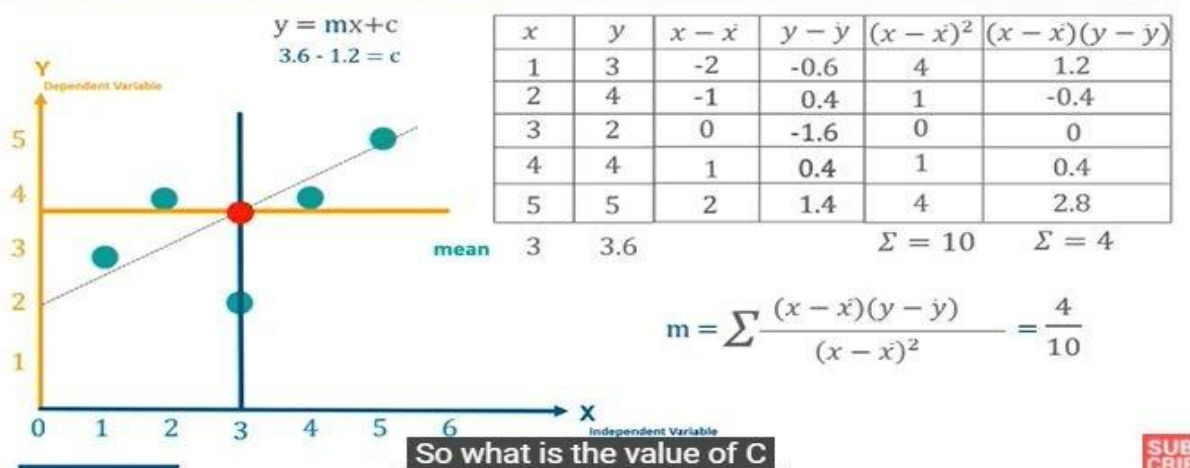 y = mx+c
3.6 - 1.2 = c
Y
Dependent Variable
5
4
3
2
1
0 1 2 3 4 5 6
X
Independent Variable
x y x − ẋ y − ẏ (x − ẋ)² (x − ẋ)(y − ẏ)
1 3 -2 -0.6 4 1.2
2 4 -1 0.4 1 -0.4
3 2 0 -1.6 0 0
4 4 1 0.4 1 0.4
5 5 2 1.4 4 2.8
mean 3 3.6 Σ = 10 Σ = 4
m = ∑ (x − ẋ)(y − ẏ) / (x − ẋ)² = 4/10
So what is the value of C
SUB